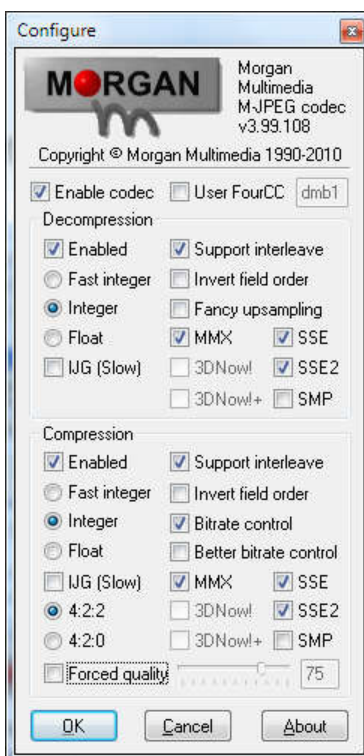 Configure
MORGAN
m
Morgan
Multimedia
M-JPEG codec
v3.99.108
Copyright © Morgan Multimedia 1990-2010
Enable codec User FourCC dmb1
Decompression
Enabled Support interleave
Fast integer Invert field order
Integer Fancy upsampling
Float MMX SSE
IJG (Slow) 3DNow! SSE2
3DNow!+ SMP
Compression
Enabled Support interleave
Fast integer Invert field order
Integer Bitrate control
Float Better bitrate control
IJG (Slow) MMX SSE
4:2:2 3DNow! SSE2
4:2:0 3DNow!+ SMP
Forced quality 75
OK Cancel About